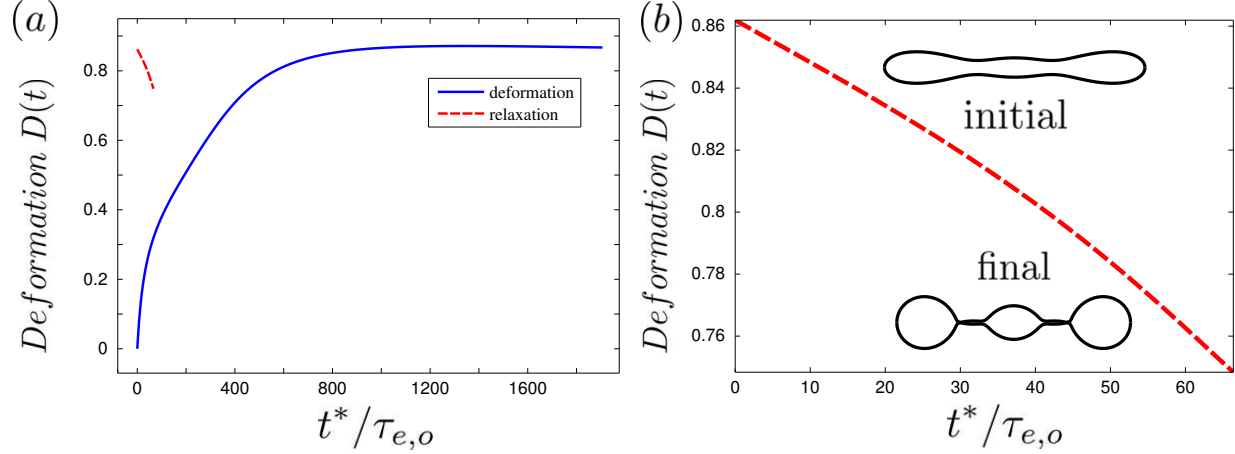 (a)
Deformation D(t)
0.8
0.6
0.4
0.2
0
deformation
relaxation
0 400 800 1200 1600
t*/τe,o
(b)
Deformation D(t)
0.86
0.84
0.82
0.8
0.78
0.76
initial
final
0 10 20 30 40 50 60
t*/τe,o